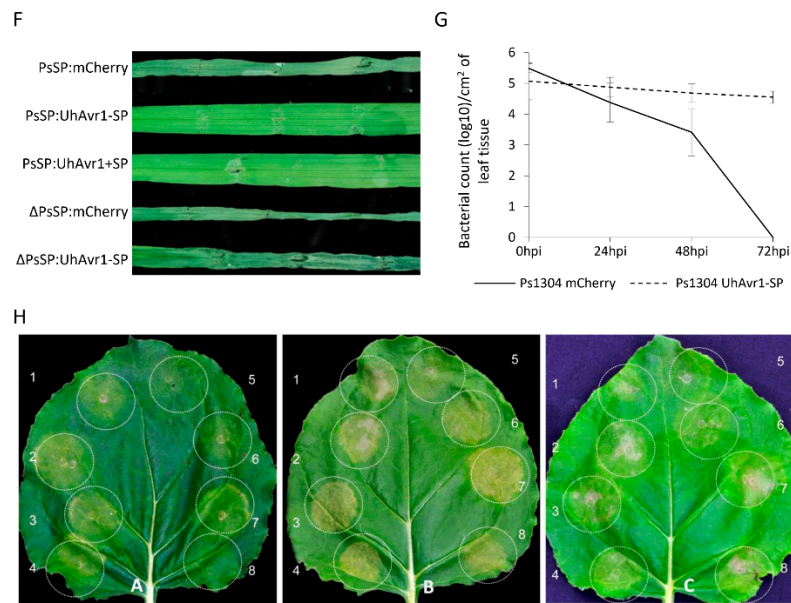 F
PsSP:mCherry
PsSP:UhAvr1-SP
PsSP:UhAvr1+SP
ΔPsSP:mCherry
ΔPsSP:UhAvr1-SP
G
Bacterial count (log10)/cm² of
leaf tissue
6
5
4
3
2
1
0
0hpi 24hpi 48hpi 72hpi
Ps1304 mCherry Ps1304 UhAvr1-SP
H
1
2
3
4
5
6
7
8
A
1
2
3
4
5
6
7
8
B
1
2
3
4
5
6
7
8
C